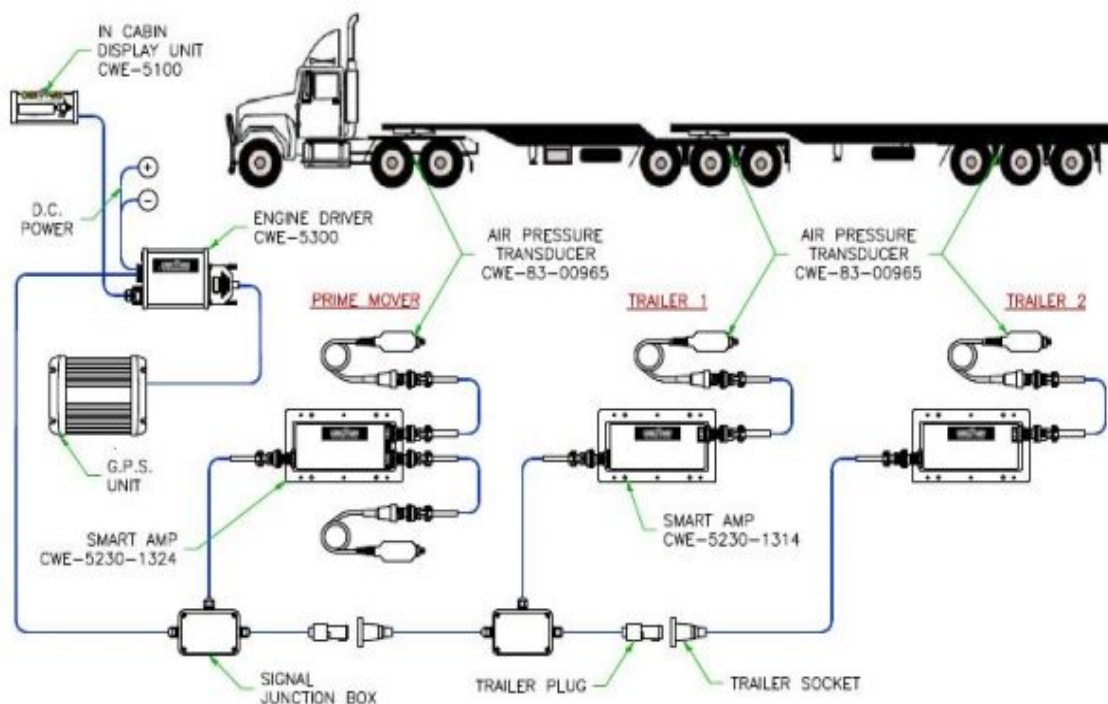 IN CABIN
DISPLAY UNIT
CWE-5100
+
−
D.C.
POWER
ENGINE DRIVER
CWE-5300
AIR PRESSURE
TRANSDUCER
CWE-83-00965
AIR PRESSURE
TRANSDUCER
CWE-83-00965
PRIME MOVER
TRAILER 1
TRAILER 2
G.P.S.
UNIT
SMART AMP
CWE-5230-1324
SMART AMP
CWE-5230-1314
SIGNAL
JUNCTION BOX
TRAILER PLUG
TRAILER SOCKET